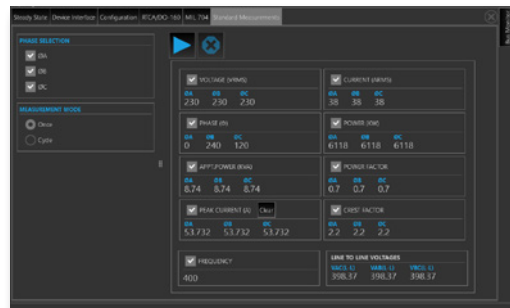 Steady State Device Interface Configuration RTCA/DO-160 MIL 704 Standard Measurements
PHASE SELECTION
ØA
ØB
ØC
MEASUREMENT MODE
Once
Cycle
VOLTAGE (VRMS)
ØA ØB ØC
230 230 230
CURRENT (ARMS)
ØA ØB ØC
38 38 38
PHASE (Φ)
ØA ØB ØC
0 240 120
POWER (KW)
ØA ØB ØC
6118 6118 6118
APPT.POWER (KVA)
ØA ØB ØC
8.74 8.74 8.74
POWER FACTOR
ØA ØB ØC
0.7 0.7 0.7
PEAK CURRENT (A) Clear
ØA ØB ØC
53.732 53.732 53.732
CREST FACTOR
ØA ØB ØC
2.2 2.2 2.2
FREQUENCY
400
LINE TO LINE VOLTAGES
398.37 398.37 398.37